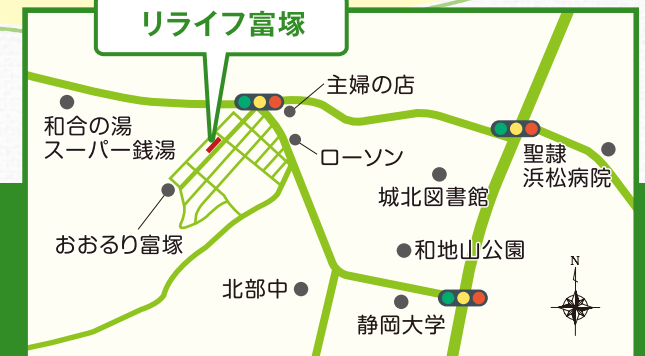 リライフ富塚
主婦の店
和合の湯
スーパー銭湯
ローソン
聖隷
浜松病院
城北図書館
おおるり富塚
和地山公園
北部中
静岡大学
N